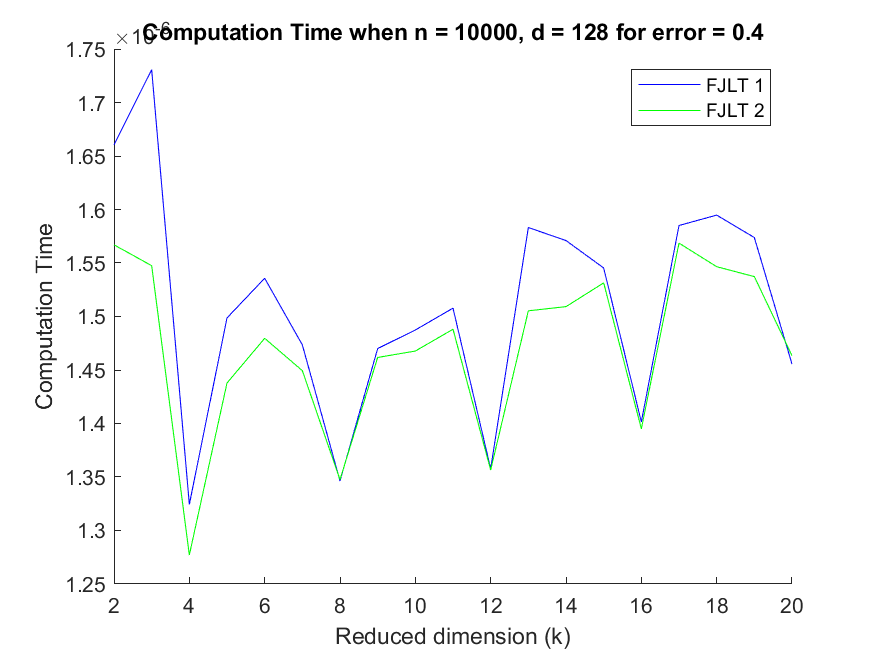 Computation Time when n = 10000, d = 128 for error = 0.4
×10-6
1.75
1.7
1.65
1.6
1.55
1.5
1.45
1.4
1.35
1.3
1.25
Computation Time
FJLT 1
FJLT 2
2 4 6 8 10 12 14 16 18 20
Reduced dimension (k)